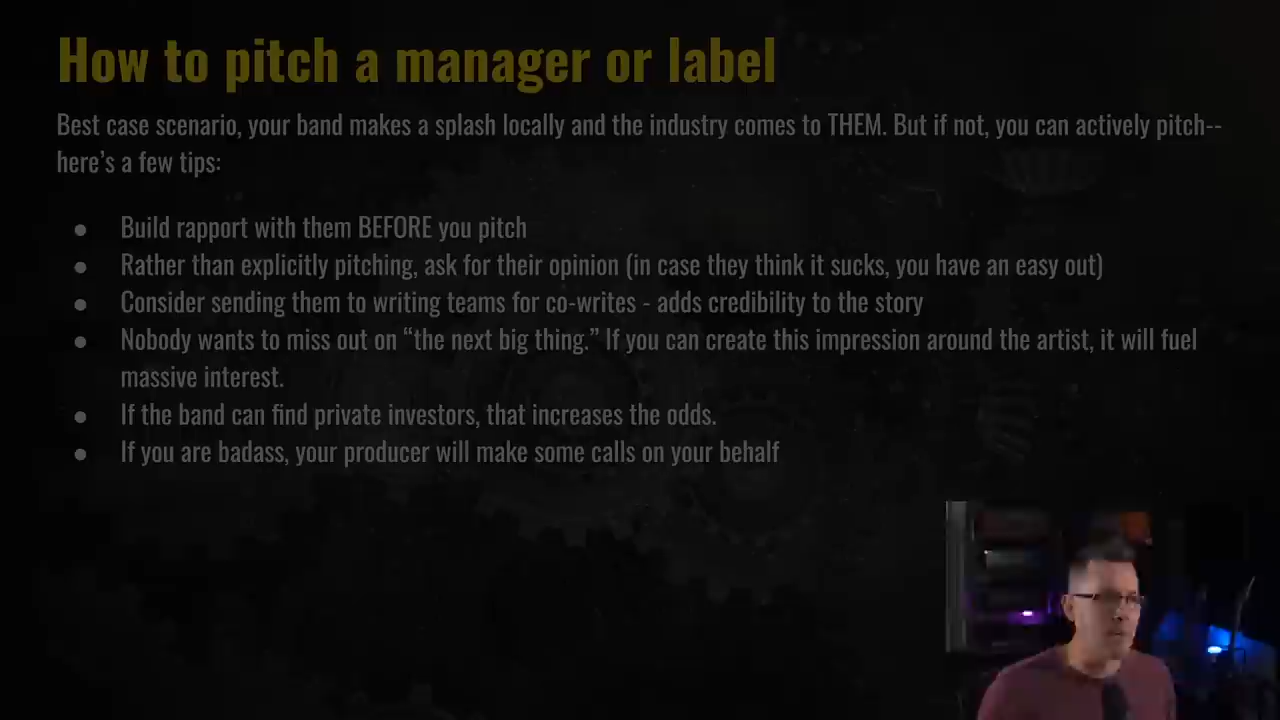 How to pitch a manager or label
Best case scenario, your band makes a splash locally and the industry comes to THEM. But if not, you can actively pitch--
here's a few tips:
● Build rapport with them BEFORE you pitch
● Rather than explicitly pitching, ask for their opinion (in case they think it sucks, you have an easy out)
● Consider sending them to writing teams for co-writes - adds credibility to the story
● Nobody wants to miss out on “the next big thing.” If you can create this impression around the artist, it will fuel
massive interest.
● If the band can find private investors, that increases the odds.
● If you are badass, your producer will make some calls on your behalf